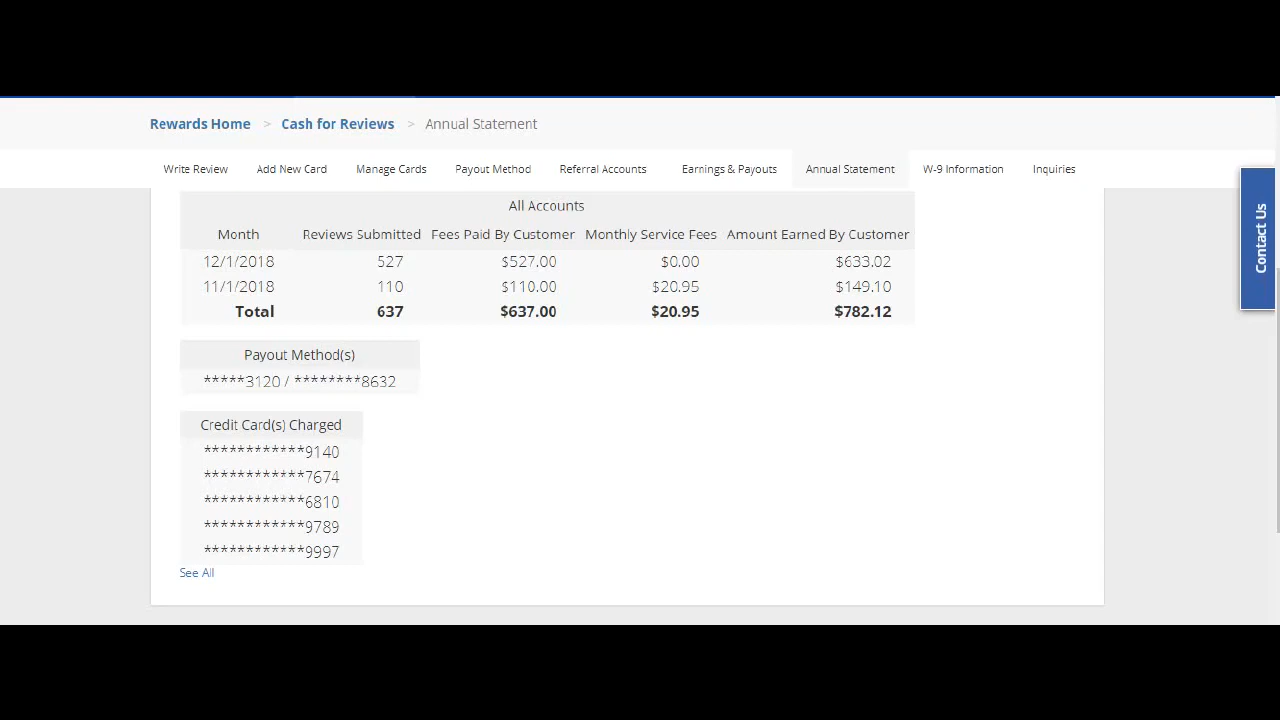 Rewards Home > Cash for Reviews > Annual Statement
Write Review Add New Card Manage Cards Payout Method Referral Accounts Earnings & Payouts Annual Statement W-9 Information Inquiries
All Accounts
Month Reviews Submitted Fees Paid By Customer Monthly Service Fees Amount Earned By Customer
12/1/2018 527 $527.00 $0.00 $633.02
11/1/2018 110 $110.00 $20.95 $149.10
Total 637 $637.00 $20.95 $782.12
Payout Method(s)
*****3120 / ********8632
Credit Card(s) Charged
************9140
************7674
************6810
************9789
************9997
See All
Contact Us